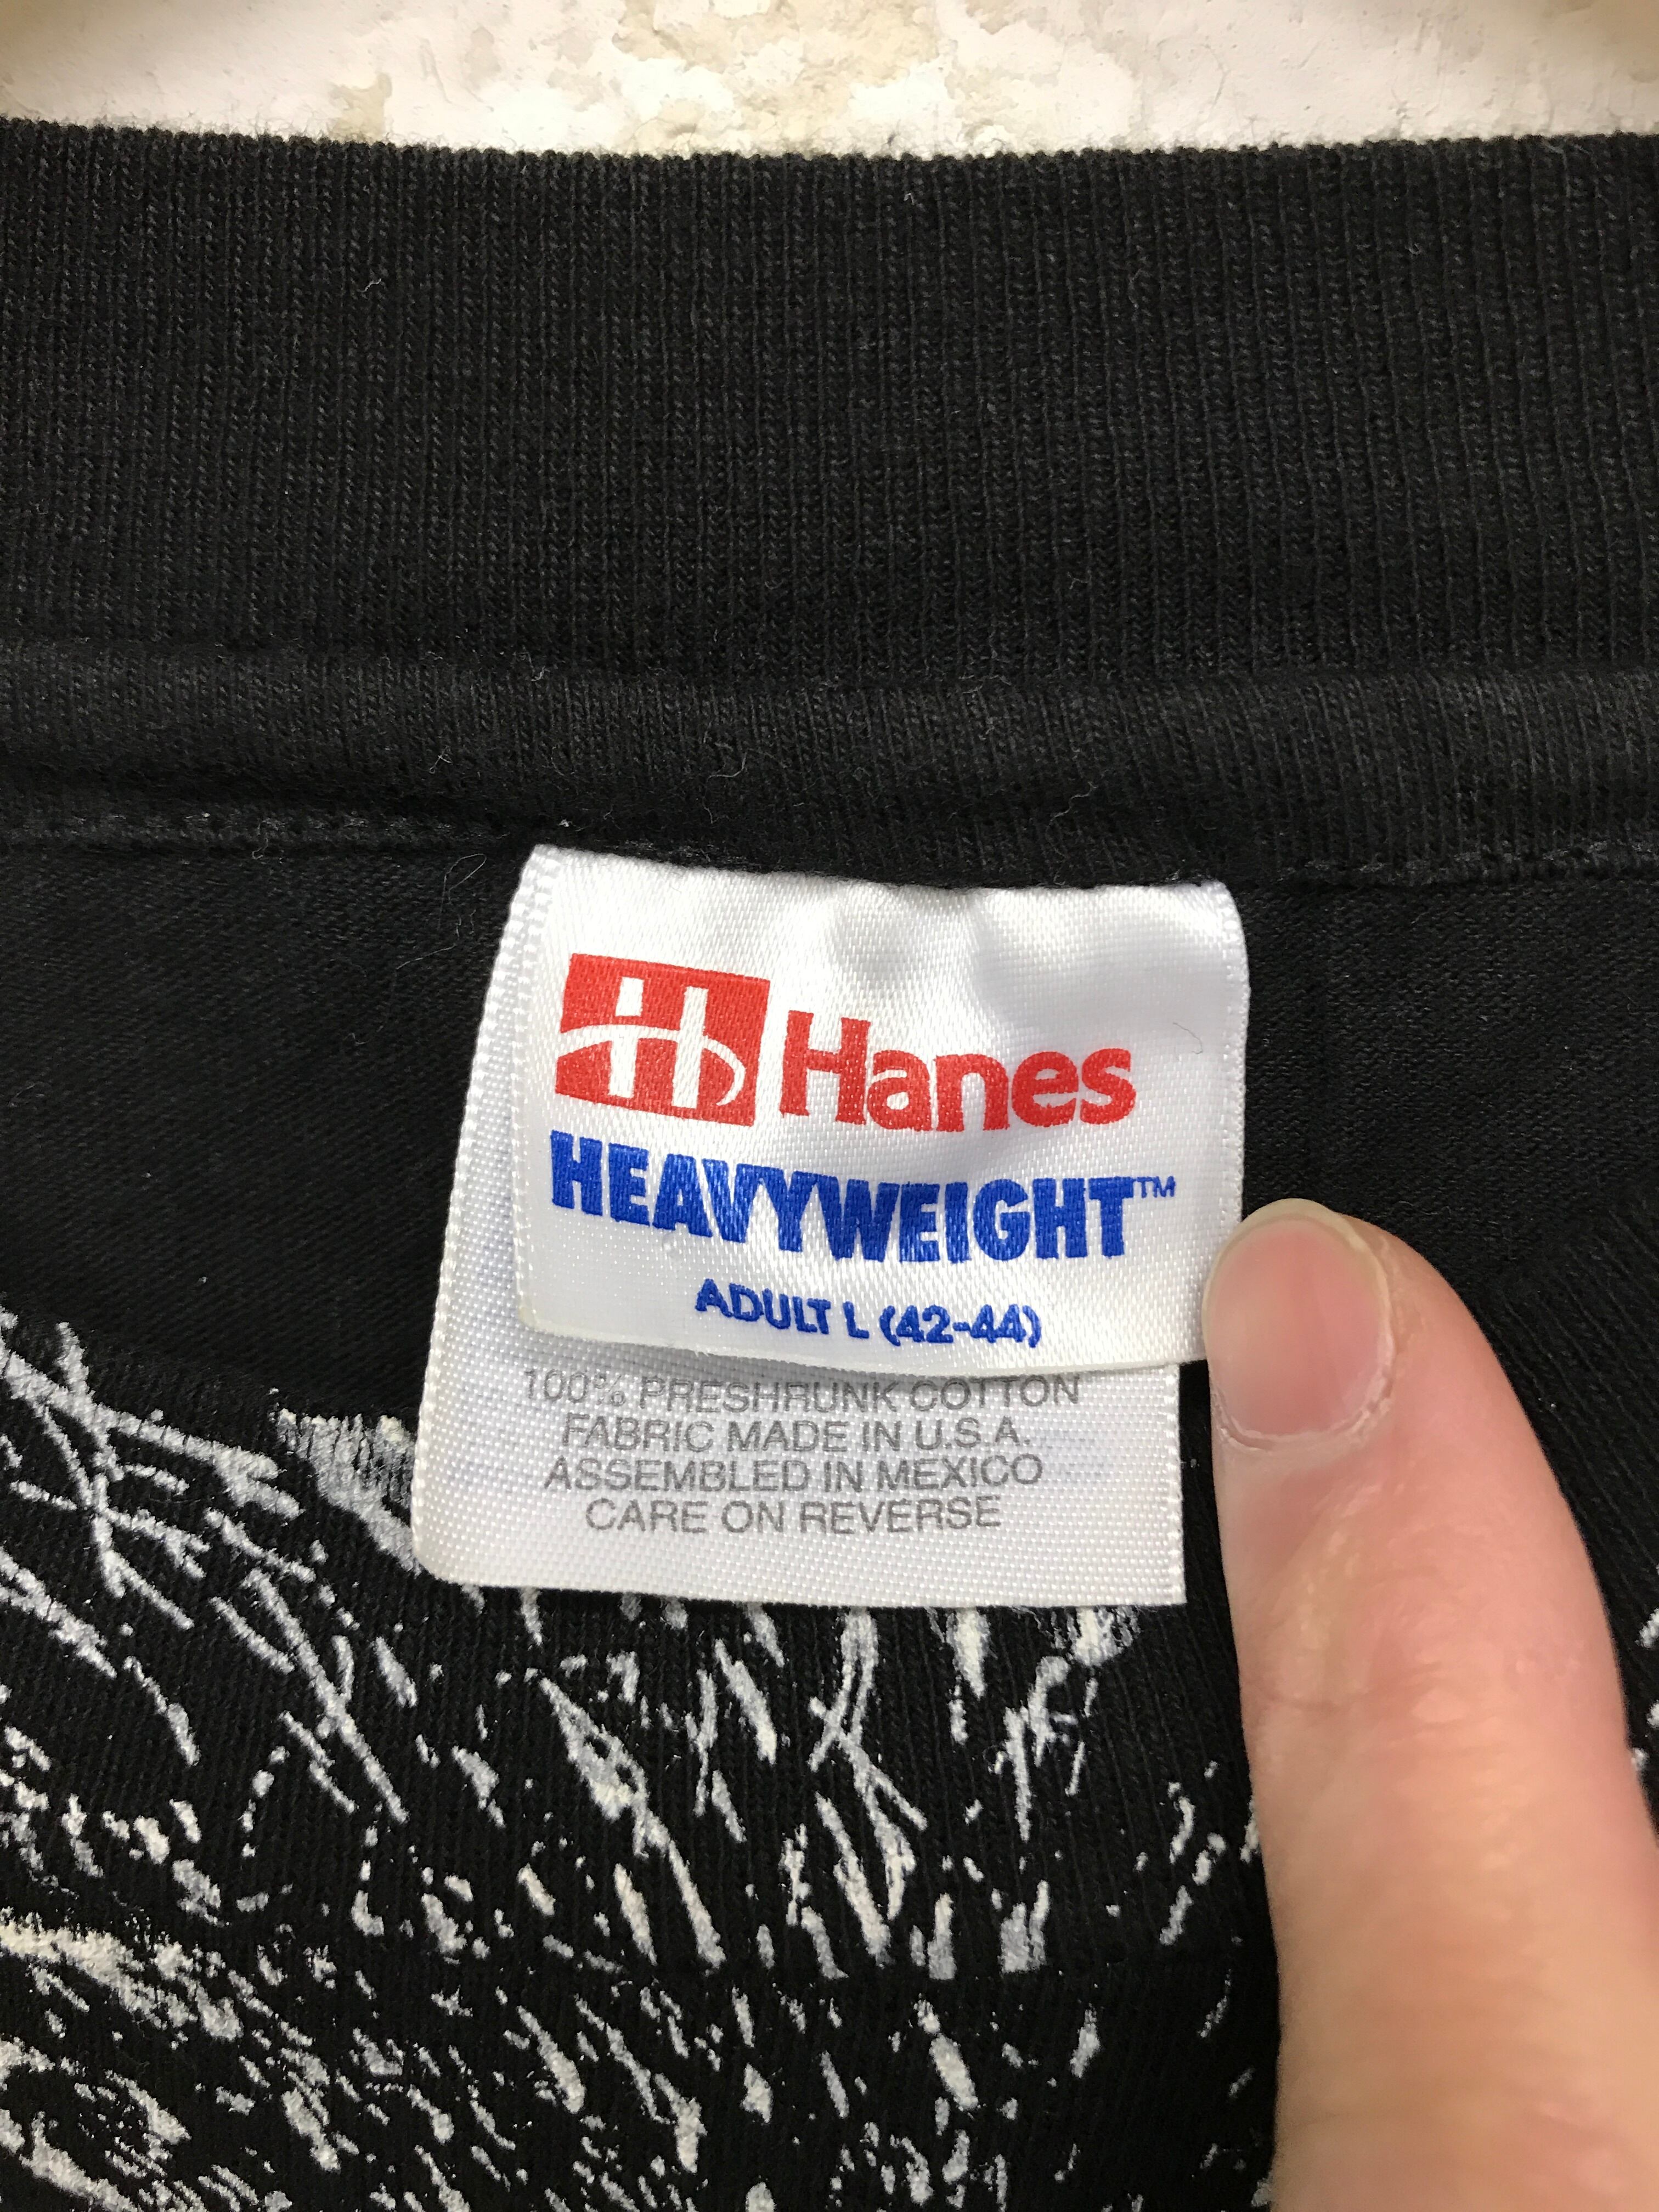 Hanes
HEAVYWEIGHT™
ADULT L (42-44)
100% PRESHRUNK COTTON
FABRIC MADE IN U.S.A.
ASSEMBLED IN MEXICO
CARE ON REVERSE